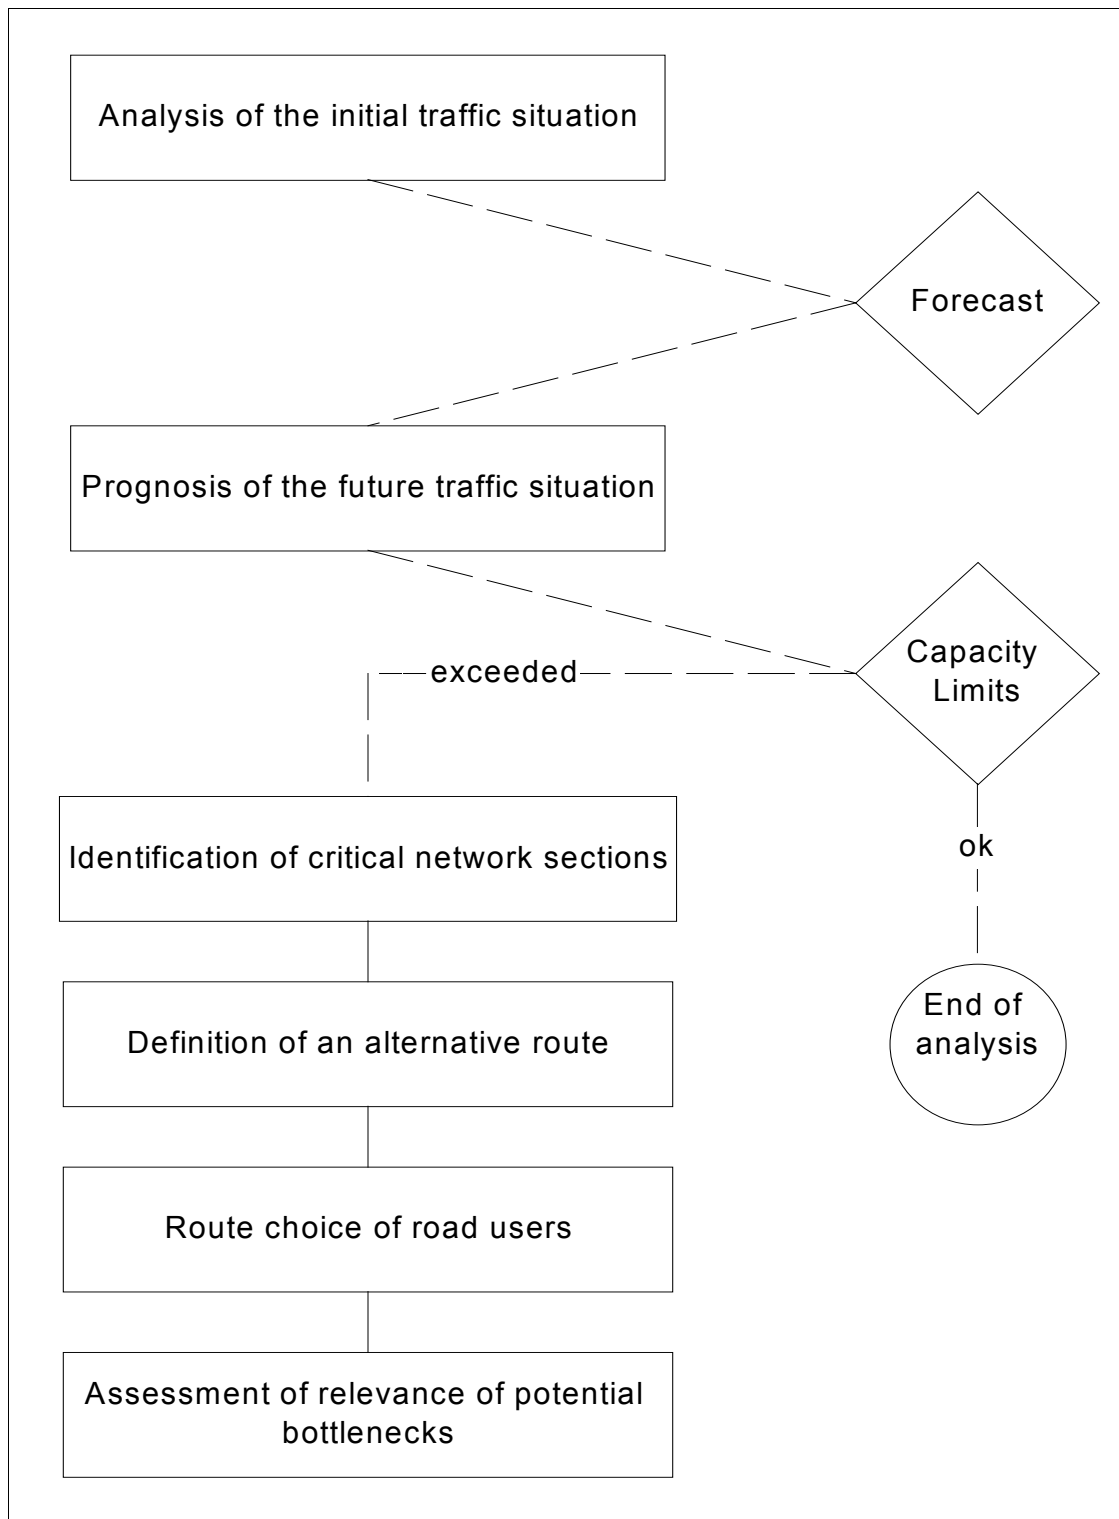 Analysis of the initial traffic situation
Forecast
Prognosis of the future traffic situation
Capacity
Limits
exceeded
ok
Identification of critical network sections
End of
analysis
Definition of an alternative route
Route choice of road users
Assessment of relevance of potential
bottlenecks